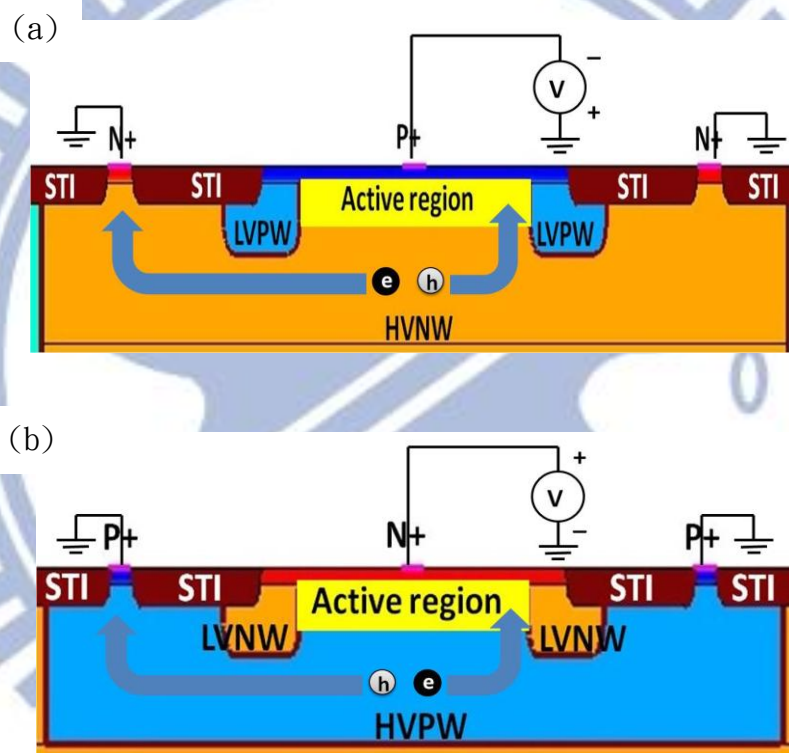 (a)
−
V
+
N+
P+
N+
STI
STI
Active region
STI
STI
LVPW
LVPW
e
h
HVNW
(b)
+
V
−
P+
N+
P+
STI
STI
Active region
STI
STI
LVNW
LVNW
h
e
HVPW